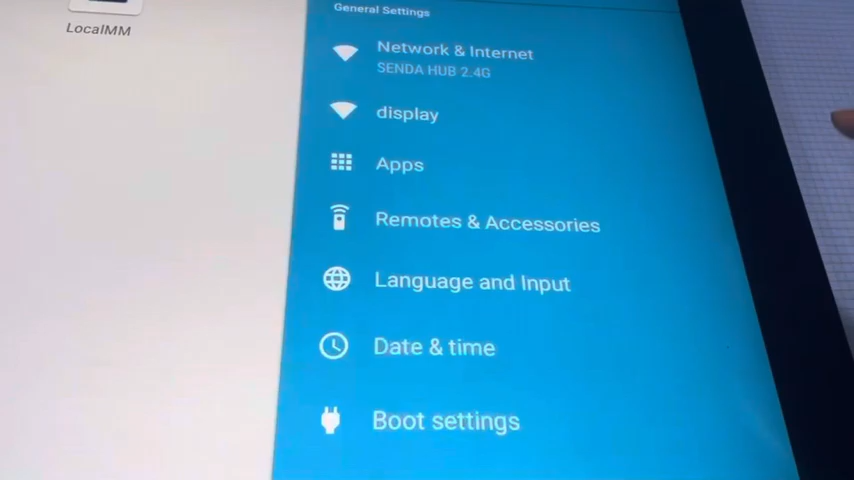 LocalMM
General Settings
Network & Internet
SENDA HUB 2.4G
display
Apps
Remotes & Accessories
Language and Input
Date & time
Boot settings